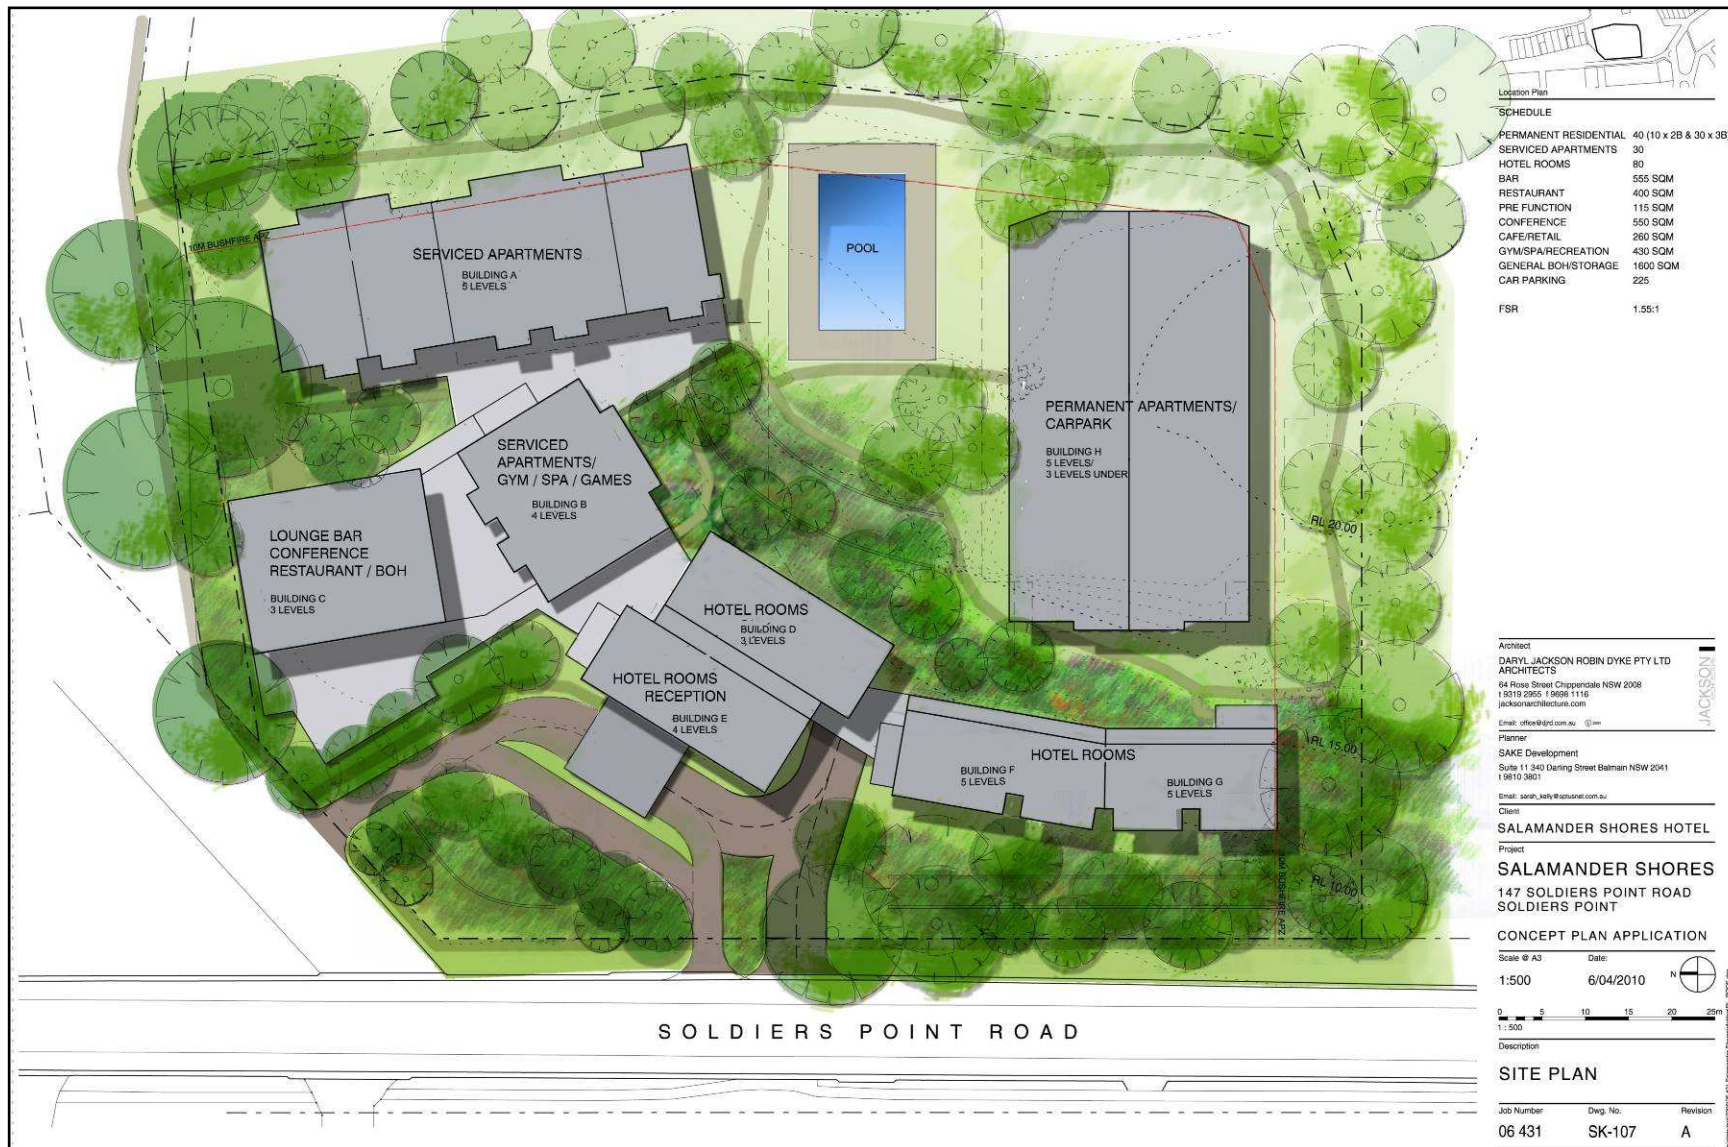 10M BUSHFIRE APZ
SERVICED APARTMENTS
BUILDING A
5 LEVELS
POOL
PERMANENT APARTMENTS/
CARPARK
BUILDING H
5 LEVELS/
3 LEVELS UNDER
SERVICED
APARTMENTS/
GYM / SPA / GAMES
BUILDING B
4 LEVELS
LOUNGE BAR
CONFERENCE
RESTAURANT / BOH
BUILDING C
3 LEVELS
HOTEL ROOMS
BUILDING D
3 LEVELS
HOTEL ROOMS
RECEPTION
BUILDING E
4 LEVELS
HOTEL ROOMS
BUILDING F
5 LEVELS
BUILDING G
5 LEVELS
RL 20.00
RL 15.00
RL 10.00
10M BUSHFIRE APZ
SOLDIERS POINT ROAD
Location Plan
SCHEDULE
PERMANENT RESIDENTIAL 40 (10 x 2B & 30 x 3B
SERVICED APARTMENTS 30
HOTEL ROOMS 80
BAR 555 SQM
RESTAURANT 400 SQM
PRE FUNCTION 115 SQM
CONFERENCE 550 SQM
CAFE/RETAIL 260 SQM
GYM/SPA/RECREATION 430 SQM
GENERAL BOH/STORAGE 1600 SQM
CAR PARKING 225
FSR 1.55:1
Architect
DARYL JACKSON ROBIN DYKE PTY LTD
ARCHITECTS
64 Rose Street Chippendale NSW 2008
t 9319 2955 f 9698 1116
jacksonarchitecture.com
Email: office@djrd.com.au
JACKSON
Planner
SAKE Development
Suite 11 340 Darling Street Balmain NSW 2041
t 9810 3801
Email: sarah_kelly@aptusnet.com.au
Client
SALAMANDER SHORES HOTEL
Project
SALAMANDER SHORES
147 SOLDIERS POINT ROAD
SOLDIERS POINT
CONCEPT PLAN APPLICATION
Scale @ A3 Date:
1:500 6/04/2010 N
0 5 10 15 20 25m
1 : 500
Description
SITE PLAN
Job Number Dwg. No. Revision
06 431 SK-107 A